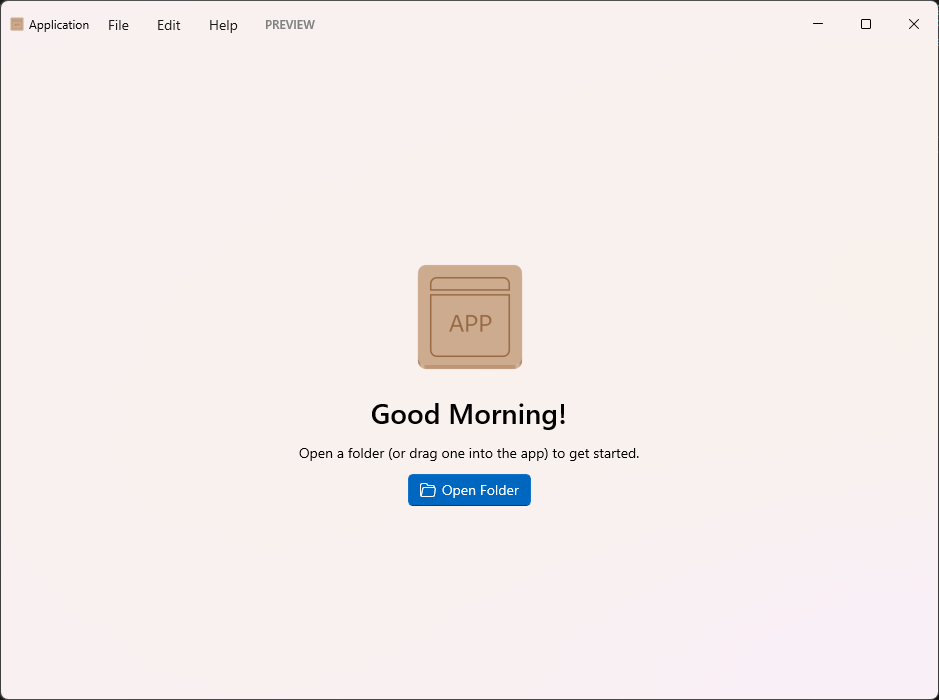 Application File Edit Help PREVIEW
APP
Good Morning!
Open a folder (or drag one into the app) to get started.
Open Folder